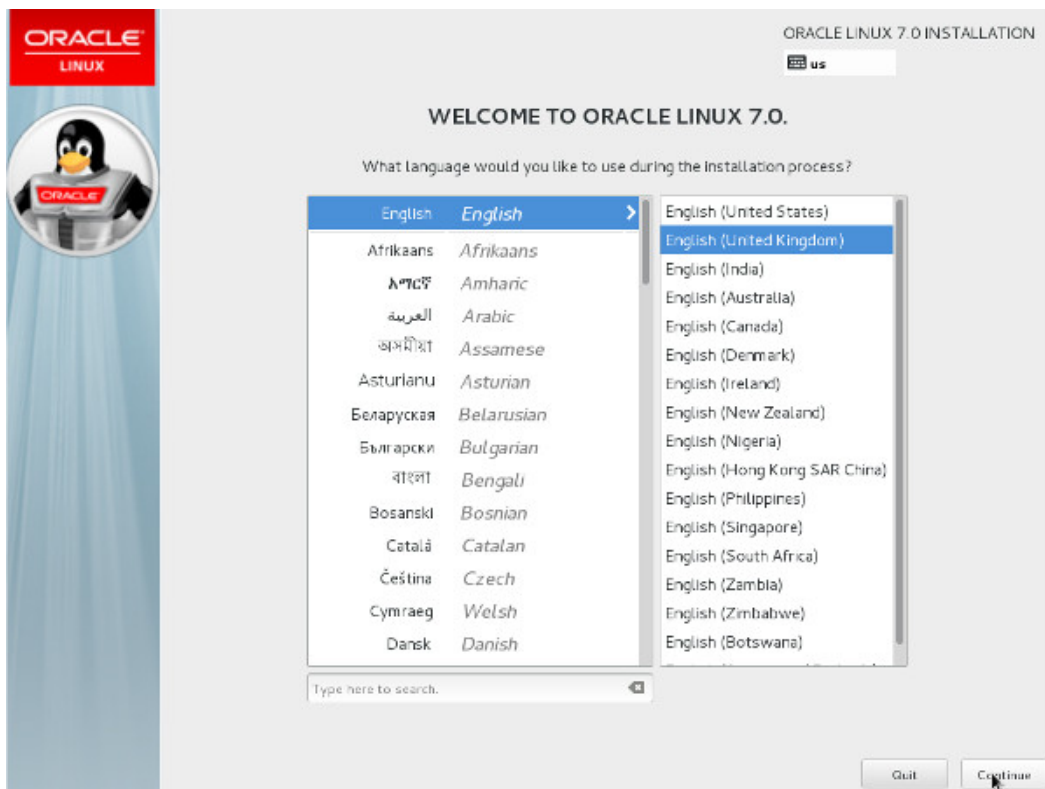 ORACLE
LINUX
ORACLE
ORACLE LINUX 7.0 INSTALLATION
us
WELCOME TO ORACLE LINUX 7.0.
What language would you like to use during the installation process?
English English
Afrikaans Afrikaans
አማርኛ Amharic
العربية Arabic
অসমীয়া Assamese
Asturianu Asturian
Беларуская Belarusian
Български Bulgarian
বাংলা Bengali
Bosanski Bosnian
Català Catalan
Čeština Czech
Cymraeg Welsh
Dansk Danish
English (United States)
English (United Kingdom)
English (India)
English (Australia)
English (Canada)
English (Denmark)
English (Ireland)
English (New Zealand)
English (Nigeria)
English (Hong Kong SAR China)
English (Philippines)
English (Singapore)
English (South Africa)
English (Zambia)
English (Zimbabwe)
English (Botswana)
Type here to search.
Quit Continue